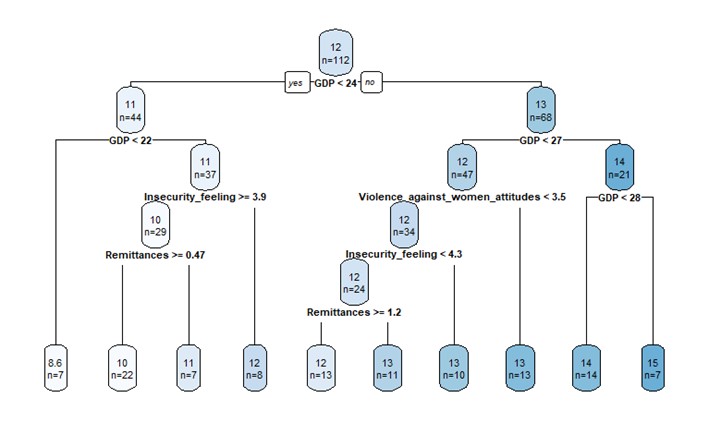 12
n=112
yes
GDP < 24
no
11
n=44
13
n=68
GDP < 22
GDP < 27
11
n=37
12
n=47
14
n=21
Insecurity_feeling >= 3.9
Violence_against_women_attitudes < 3.5
GDP < 28
10
n=29
12
n=34
Remittances >= 0.47
Insecurity_feeling < 4.3
12
n=24
Remittances >= 1.2
8.6
n=7
10
n=22
11
n=7
12
n=8
12
n=13
13
n=11
13
n=10
13
n=13
14
n=14
15
n=7